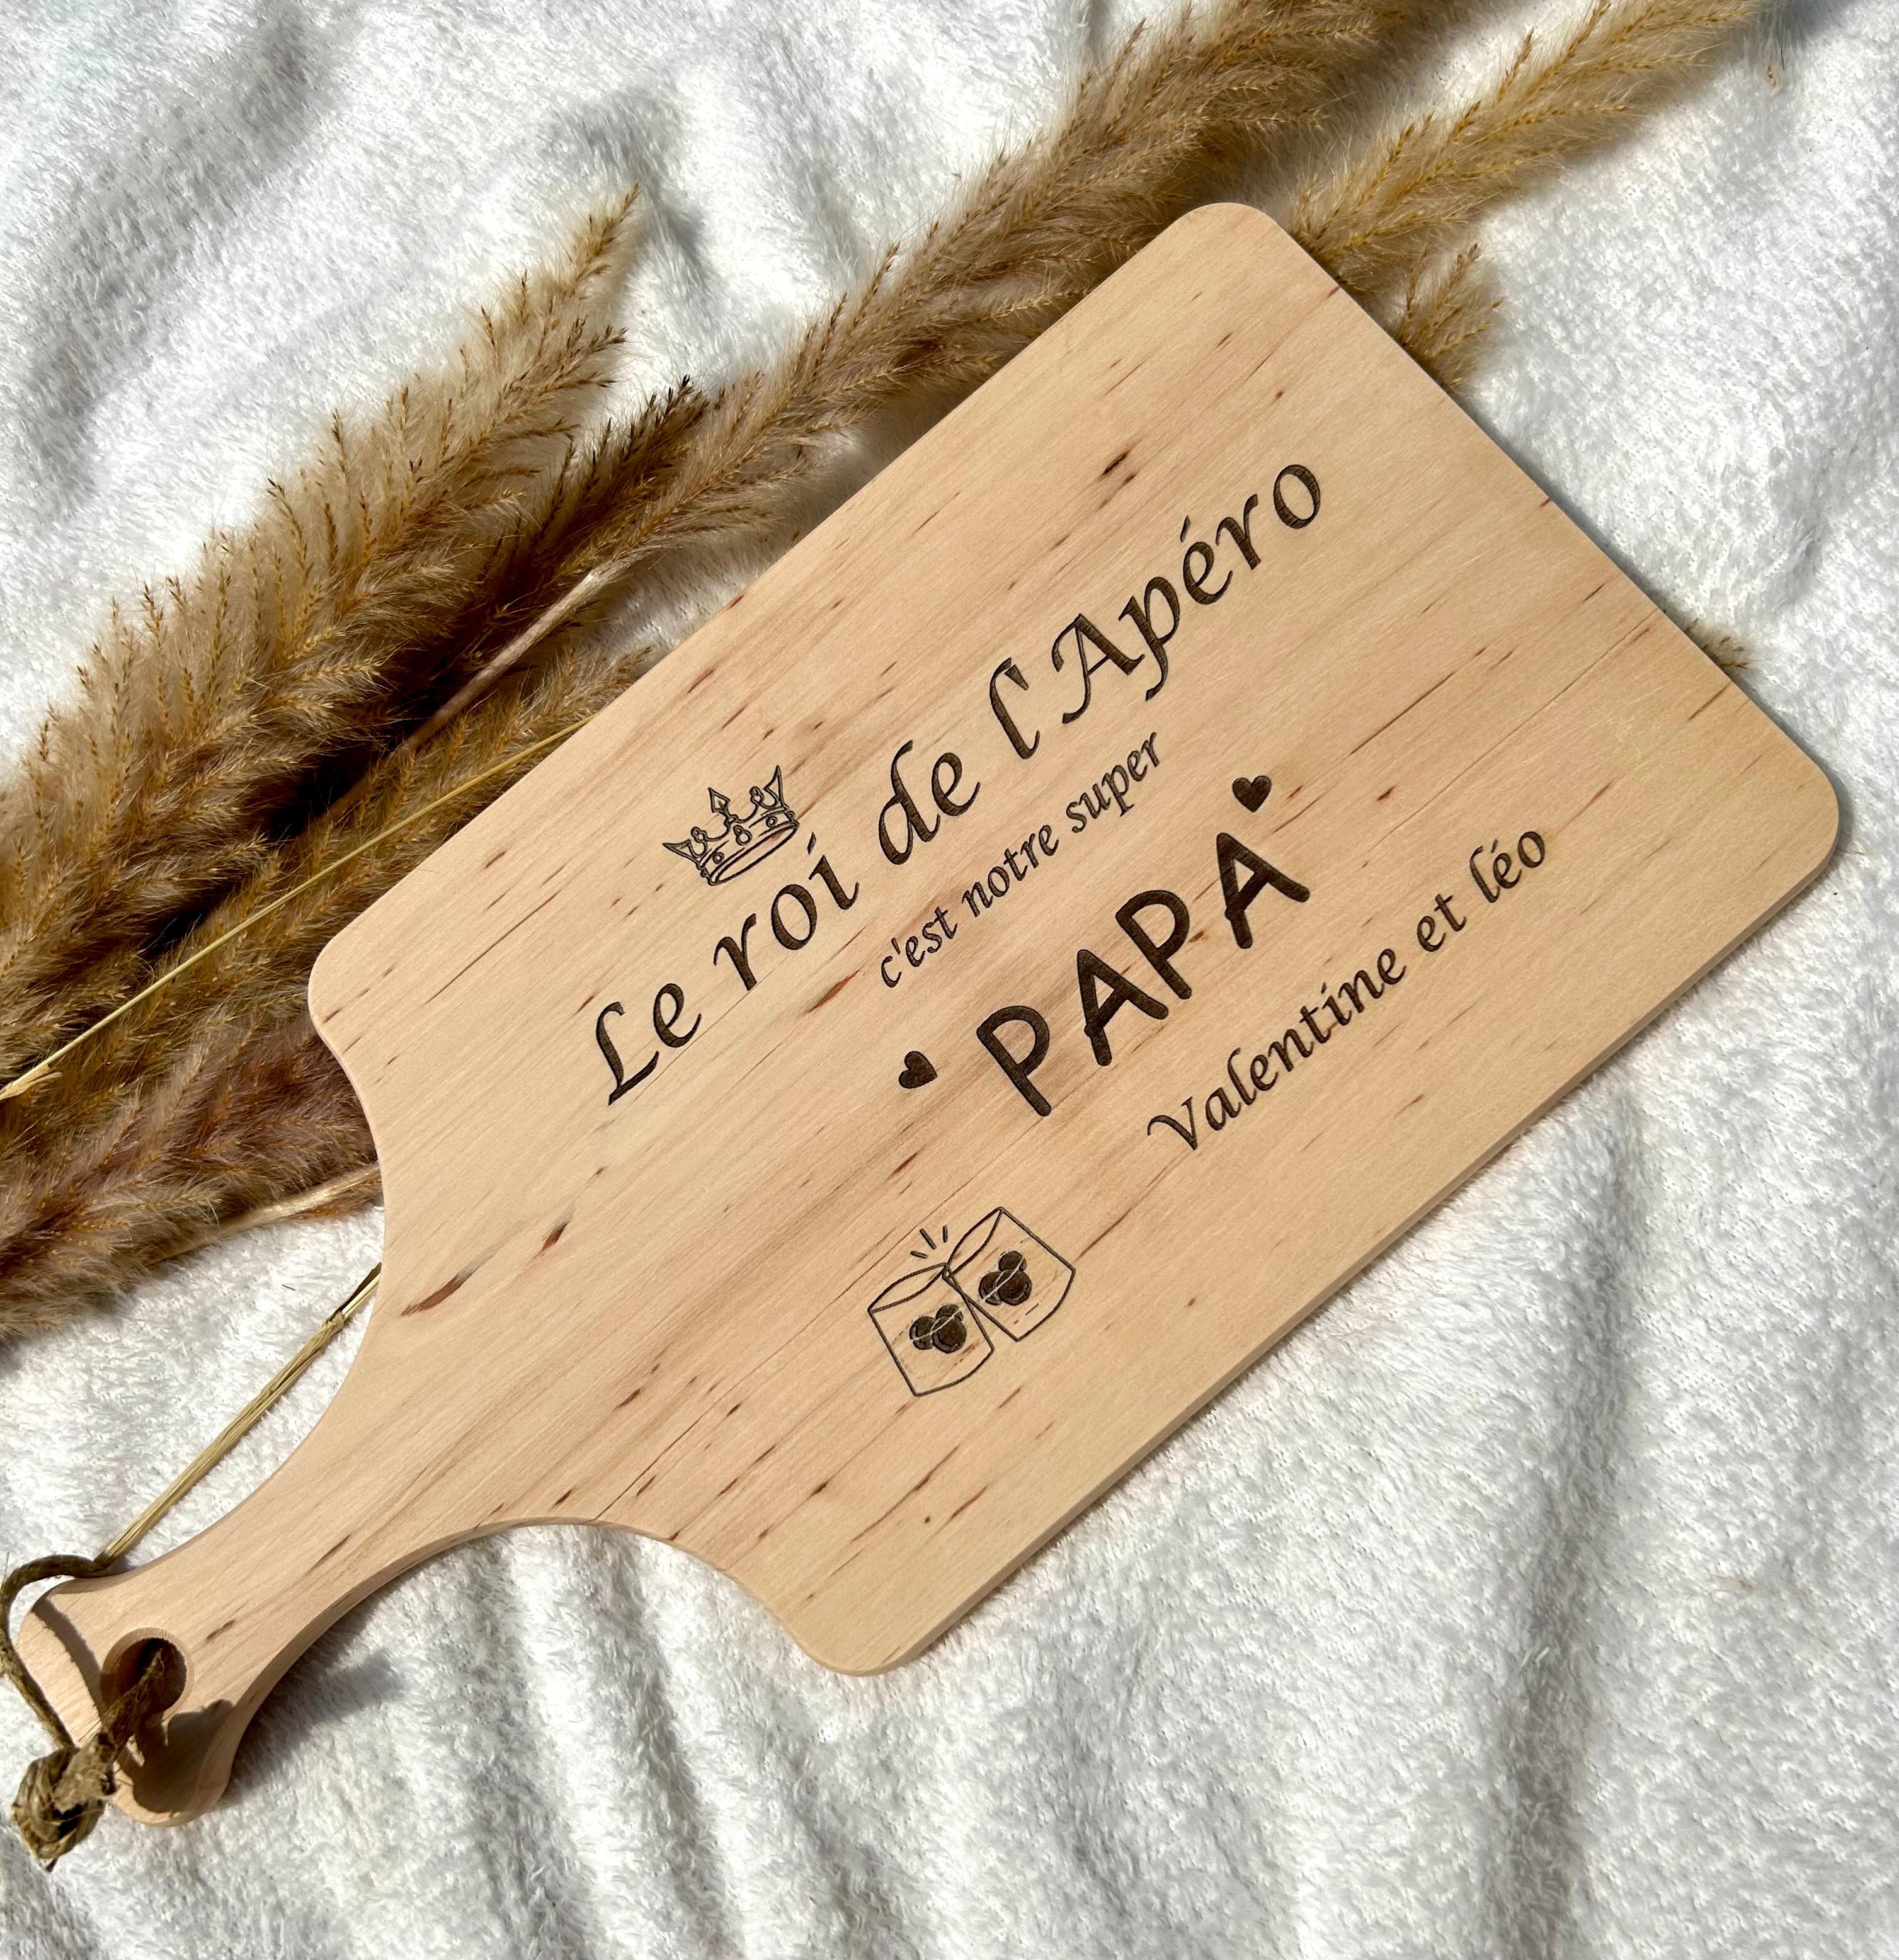 Le roi de l'Apéro
c'est notre super
PAPA
Valentine et léo